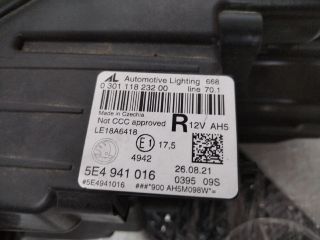 AL Automotive Lighting 668
0 301 118 232 00 line 70.1
Made in Czechia
Not CCC approved R 12V AH5
LE18A6418
E1 17,5
4942
5E4 941 016 26.08.21
#5E4941016 0395 09S
###*900 AH5M098W*=